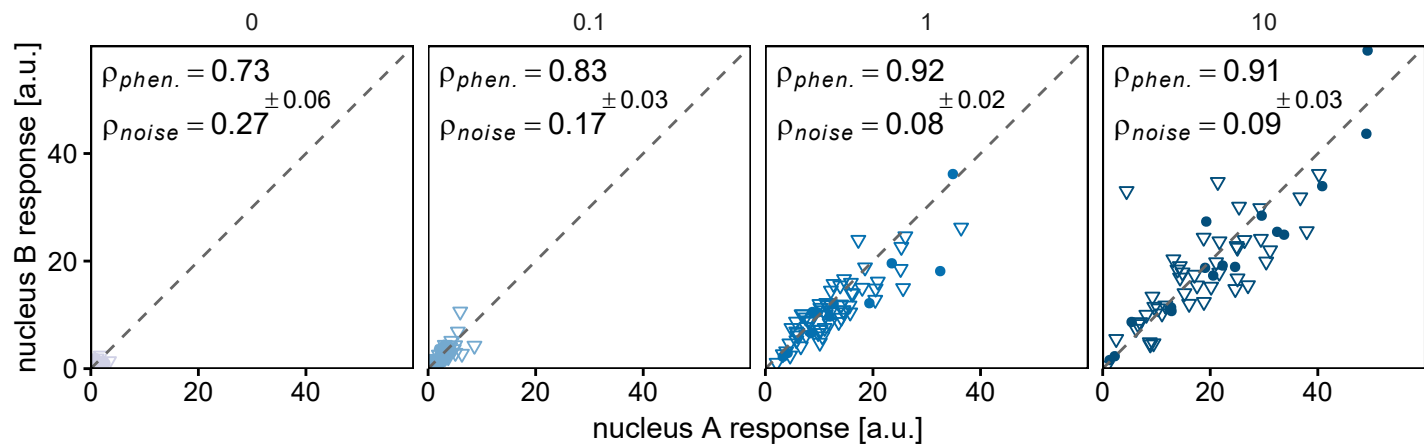 0 0.1 1 10
ρphen. = 0.73 ρphen. = 0.83 ρphen. = 0.92 ρphen. = 0.91
± 0.06 ± 0.03 ± 0.02 ± 0.03
ρnoise = 0.27 ρnoise = 0.17 ρnoise = 0.08 ρnoise = 0.09
nucleus B response [a.u.]
40
20
0
0 20 40 0 20 40 0 20 40 0 20 40
nucleus A response [a.u.]